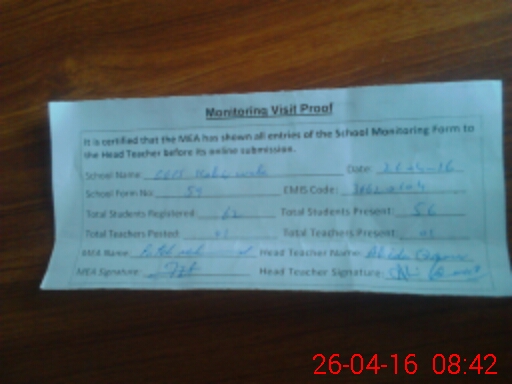 Monitoring Visit Proof
It is certified that the MEA has shown all entries of the School Monitoring Form to
the Head Teacher before its online submission.
School Name Date: 26-4-16
School Form No: 54 EMIS Code:
Total Students Registered: 62 Total Students Present: 56
Total Teachers Posted: Total Teachers Present:
MEA Name: Head Teacher Name:
MEA Signature: Head Teacher Signature:
26-04-16 08:42